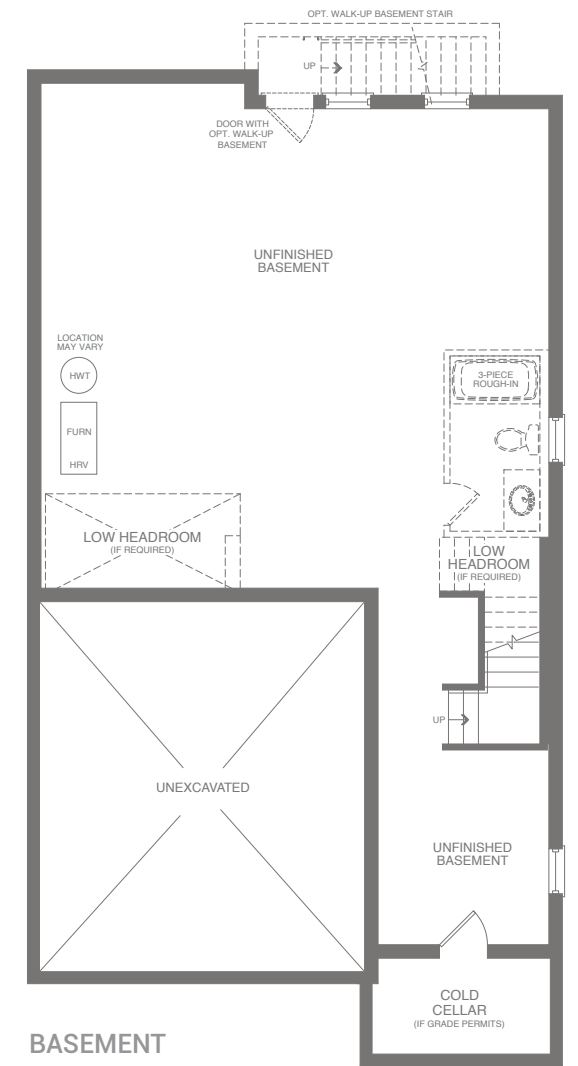 OPT. WALK-UP BASEMENT STAIR
UP
DOOR WITH
OPT. WALK-UP
BASEMENT
UNFINISHED
BASEMENT
LOCATION
MAY VARY
HWT
FURN
HRV
3-PIECE
ROUGH-IN
LOW HEADROOM
(IF REQUIRED)
LOW
HEADROOM
(IF REQUIRED)
UP
UNEXCAVATED
UNFINISHED
BASEMENT
COLD
CELLAR
(IF GRADE PERMITS)
BASEMENT